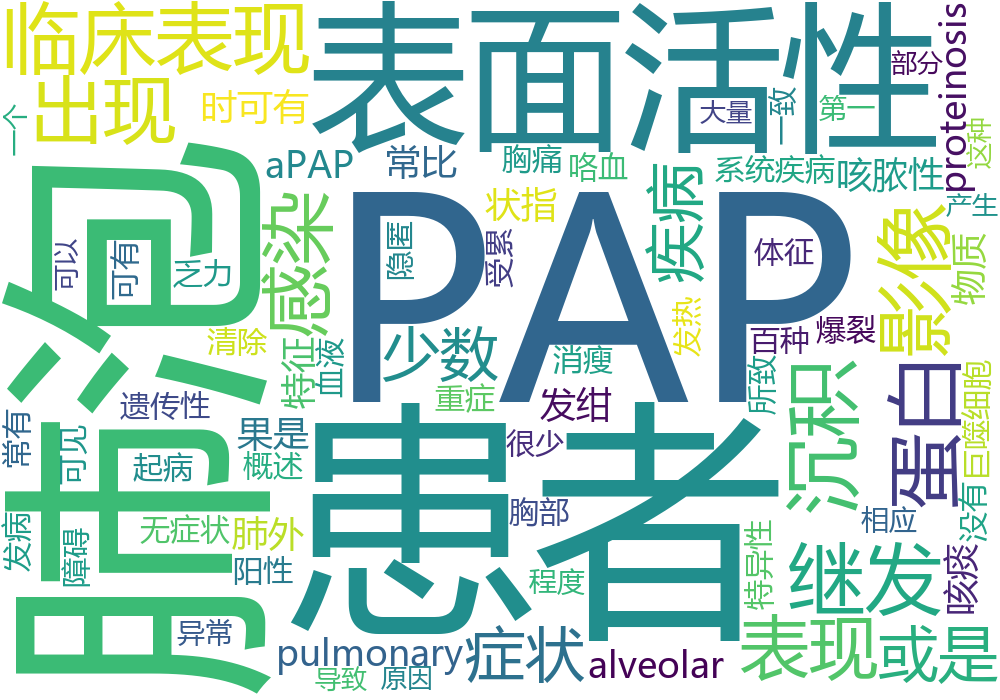 临床表现
表面活性
部分
proteinosis
出现
时可有
大量
一致
第一
一个
aPAP
常比
胸痛
咯血
系统疾病
咳脓性
这种
肺泡
感染
PAP
状指
疾病
影像
产生
可以
可有
乏力
隐匿
受累
体征
物质
清除
血液
少数
消瘦
发热
百种
爆裂
特征
重症
所致
沉积
蛋白
巨噬细胞
遗传性
发绀
常有
可见
果是
患者
很少
起病
概述
没有
发病
障碍
无症状
肺外
胸部
相应
阳性
程度
特异性
继发
咳痰
异常
pulmonary
症状
alveolar
表现
或是
导致
原因